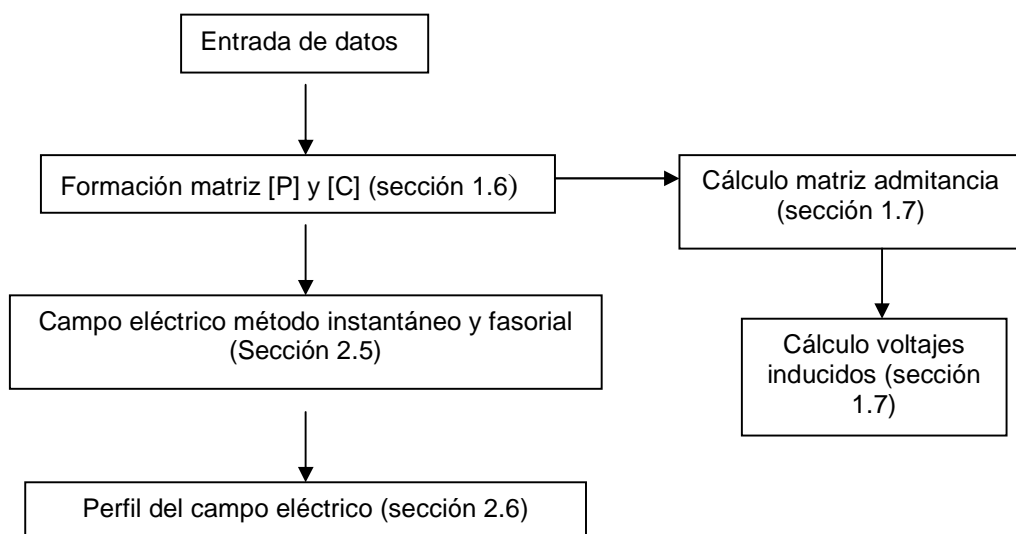 Entrada de datos
Formación matriz [P] y [C] (sección 1.6)
Cálculo matriz admitancia
(sección 1.7)
Campo eléctrico método instantáneo y fasorial
(Sección 2.5)
Cálculo voltajes
inducidos (sección
1.7)
Perfil del campo eléctrico (sección 2.6)